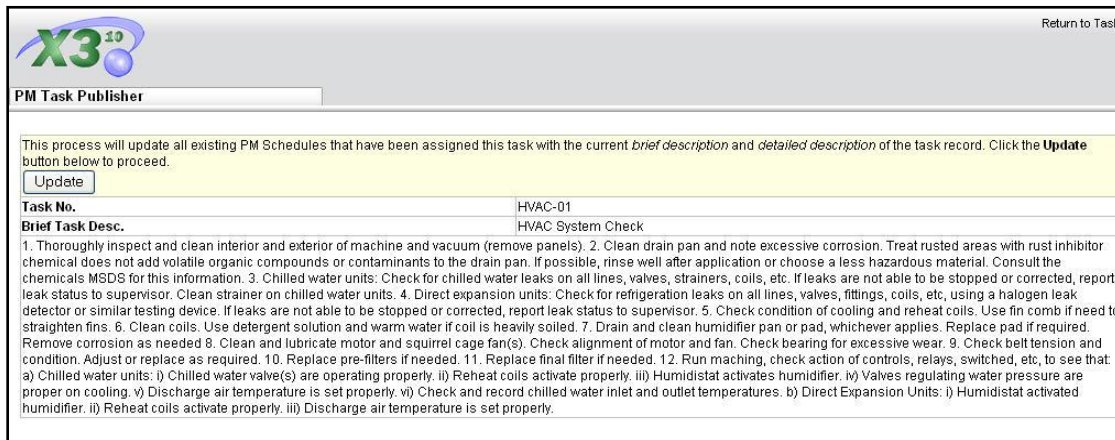 X3 10
Return to Tas
PM Task Publisher
This process will update all existing PM Schedules that have been assigned this task with the current brief description and detailed description of the task record. Click the Update
button below to proceed.
Update
Task No. HVAC-01
Brief Task Desc. HVAC System Check
1. Thoroughly inspect and clean interior and exterior of machine and vacuum (remove panels). 2. Clean drain pan and note excessive corrosion. Treat rusted areas with rust inhibitor
chemical does not add volatile organic compounds or contaminants to the drain pan. If possible, rinse well after application or choose a less hazardous material. Consult the
chemicals MSDS for this information. 3. Chilled water units: Check for chilled water leaks on all lines, valves, strainers, coils, etc. If leaks are not able to be stopped or corrected, report
leak status to supervisor. Clean strainer on chilled water units. 4. Direct expansion units: Check for refrigeration leaks on all lines, valves, fittings, coils, etc, using a halogen leak
detector or similar testing device. If leaks are not able to be stopped or corrected, report leak status to supervisor. 5. Check condition of cooling and reheat coils. Use fin comb if need to
straighten fins. 6. Clean coils. Use detergent solution and warm water if coil is heavily soiled. 7. Drain and clean humidifier pan or pad, whichever applies. Replace pad if required.
Remove corrosion as needed 8. Clean and lubricate motor and squirrel cage fan(s). Check alignment of motor and fan. Check bearing for excessive wear. 9. Check belt tension and
condition. Adjust or replace as required. 10. Replace pre-filters if needed. 11. Replace final filter if needed. 12. Run maching, check action of controls, relays, switched, etc, to see that:
a) Chilled water units: i) Chilled water valve(s) are operating properly. ii) Reheat coils activate properly. iii) Humidistat activates humidifier. iv) Valves regulating water pressure are
proper on cooling. v) Discharge air temperature is set properly. vi) Check and record chilled water inlet and outlet temperatures. b) Direct Expansion Units: i) Humidistat activated
humidifier. ii) Reheat coils activate properly. iii) Discharge air temperature is set properly.